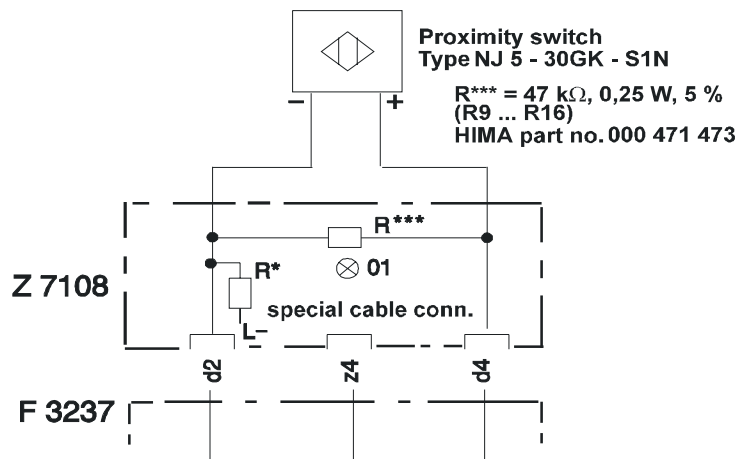 Proximity switch
Type NJ 5 - 30GK - S1N
R*** = 47 kΩ, 0,25 W, 5 %
(R9 ... R16)
HIMA part no. 000 471 473
– +
R***
R* 01
Z 7108
special cable conn.
L–
d2 z4 d4
F 3237